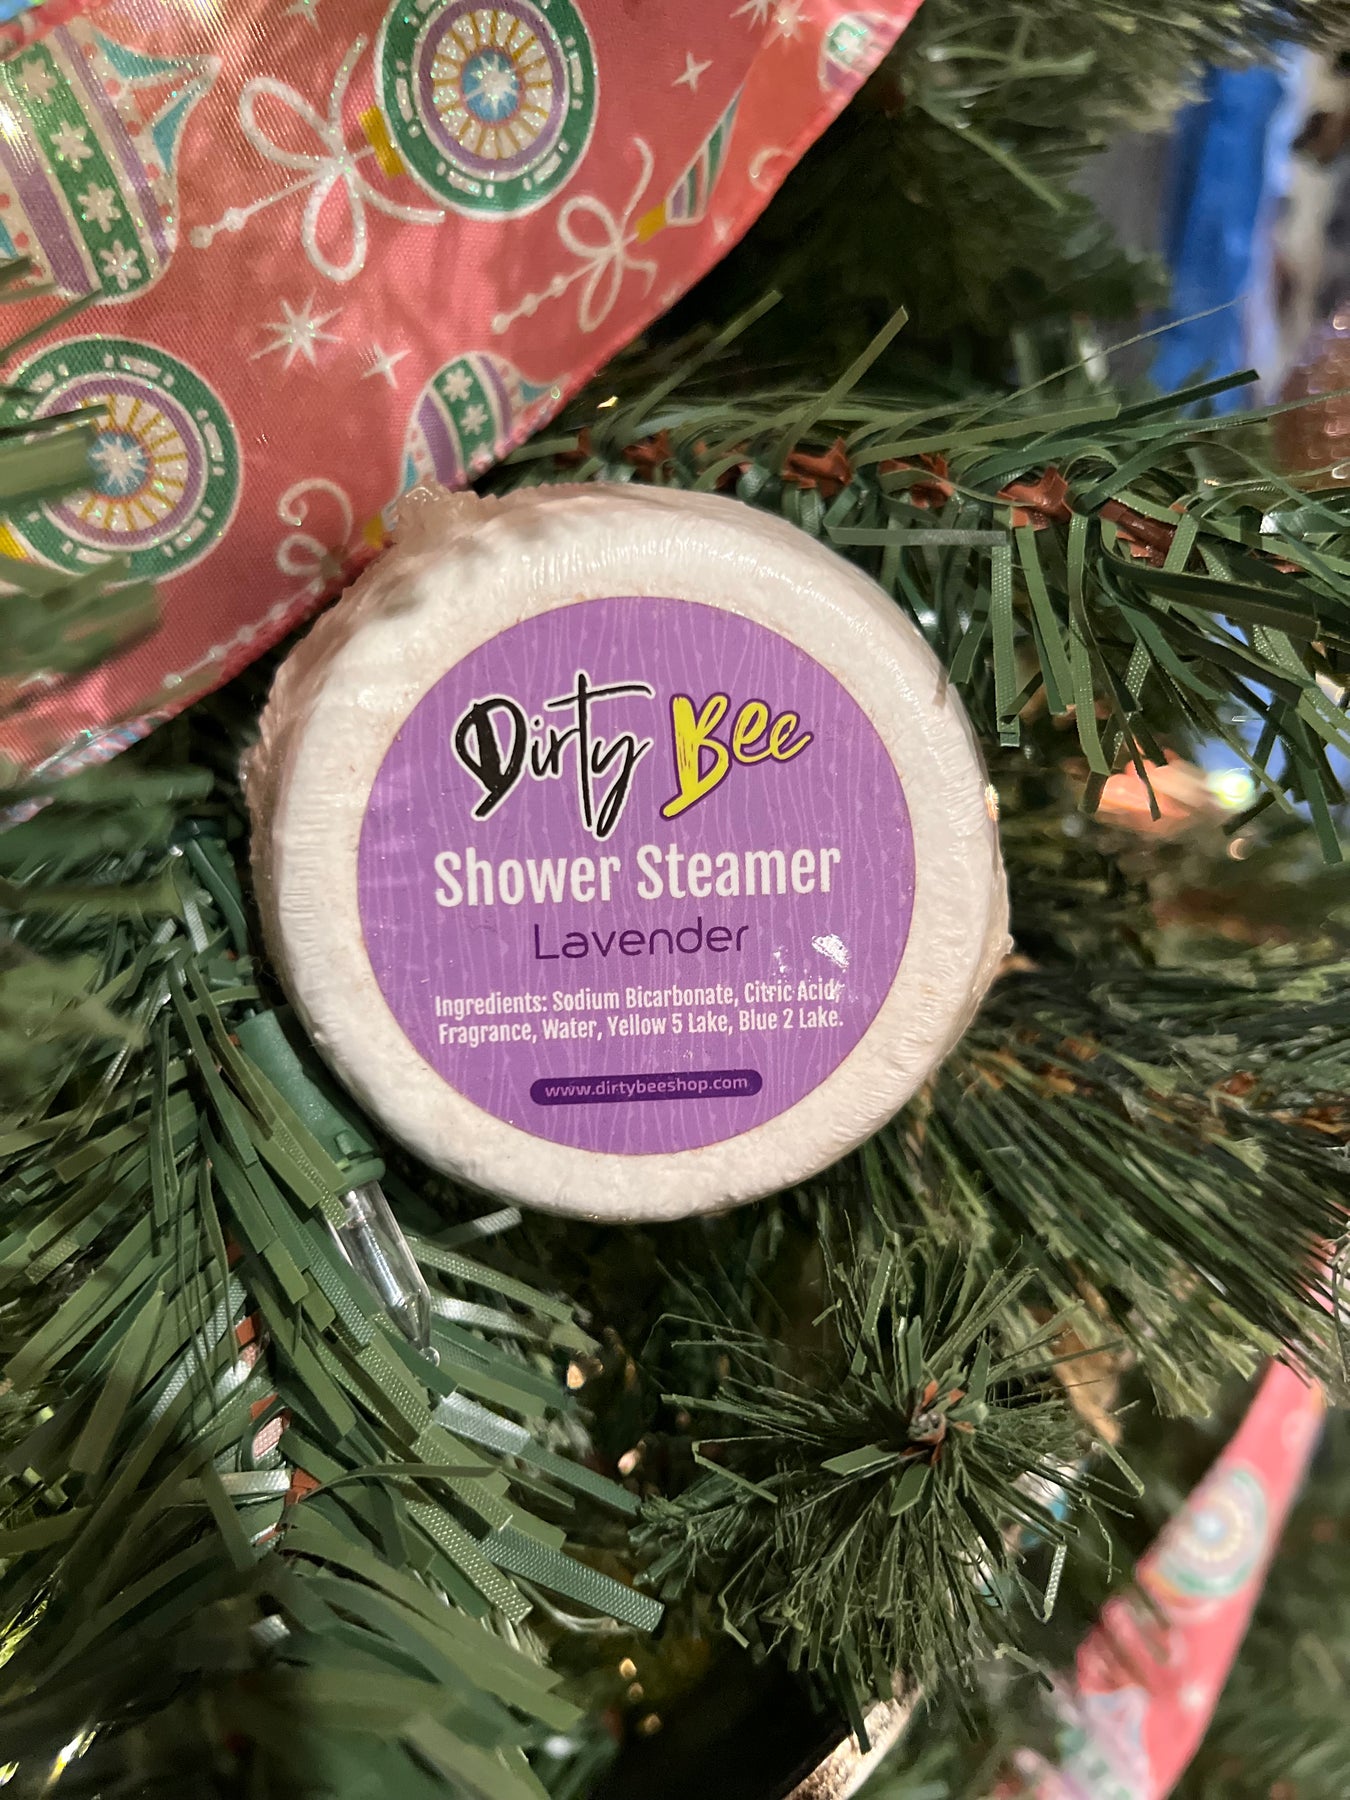 Dirty Bee
Shower Steamer
Lavender
Ingredients: Sodium Bicarbonate, Citric Acid,
Fragrance, Water, Yellow 5 Lake, Blue 2 Lake.
www.dirtybeeshop.com